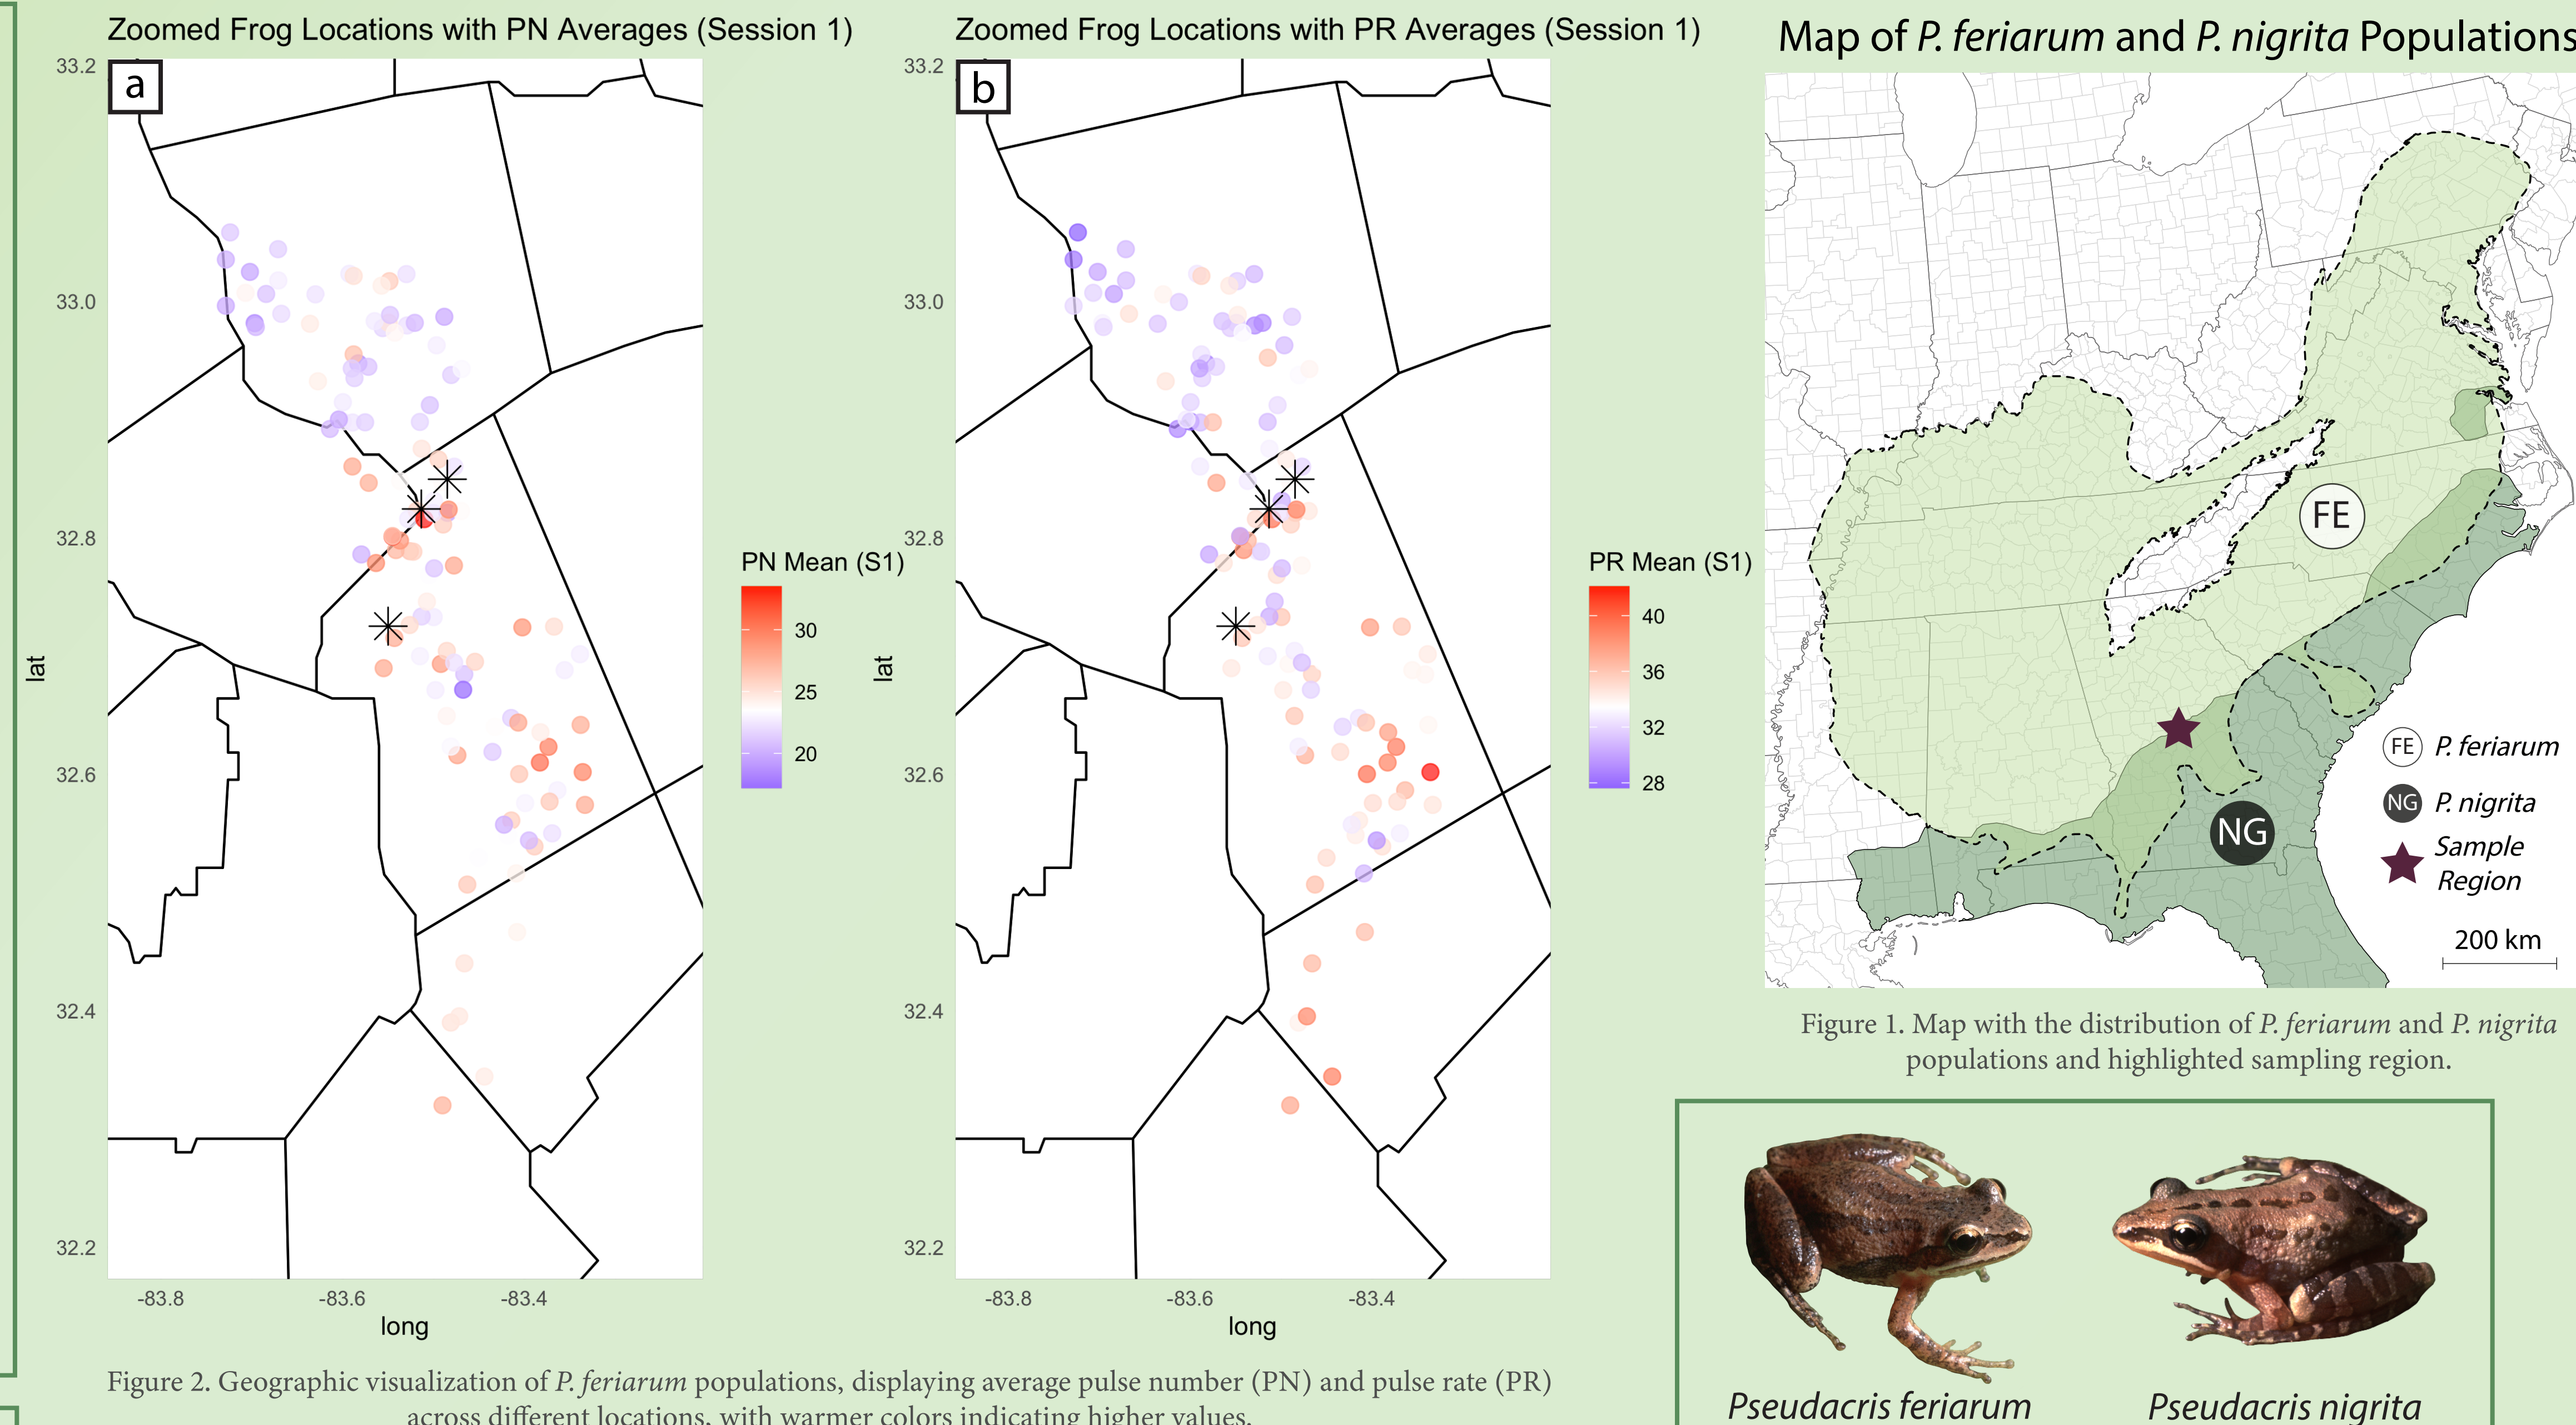 Zoomed Frog Locations with PN Averages (Session 1)
a
33.2
33.0
32.8
32.6
32.4
32.2
lat
-83.8
-83.6
-83.4
long
PN Mean (S1)
30
25
20
Zoomed Frog Locations with PR Averages (Session 1)
b
33.2
33.0
32.8
32.6
32.4
32.2
lat
-83.8
-83.6
-83.4
long
PR Mean (S1)
40
36
32
28
Figure 2. Geographic visualization of P. feriarum populations, displaying average pulse number (PN) and pulse rate (PR)
across different locations, with warmer colors indicating higher values.
Map of P. feriarum and P. nigrita Populations
FE
NG
FE P. feriarum
NG P. nigrita
Sample
Region
200 km
Figure 1. Map with the distribution of P. feriarum and P. nigrita
populations and highlighted sampling region.
Pseudacris feriarum
Pseudacris nigrita